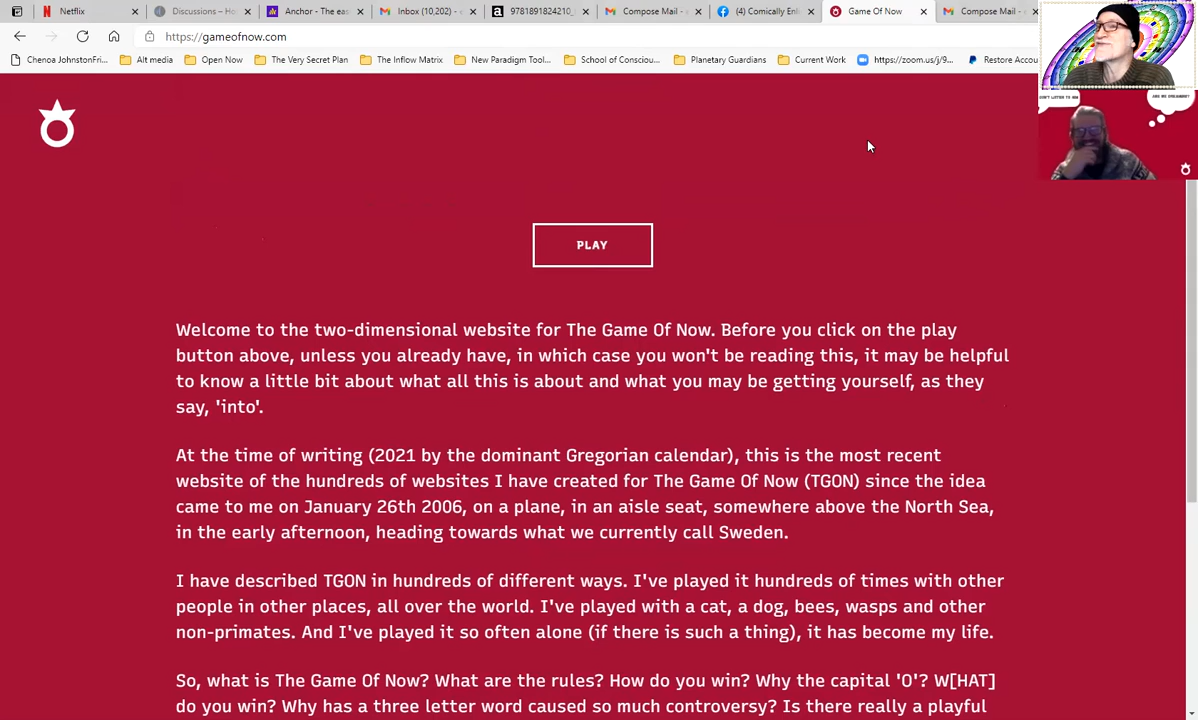 Netflix
Discussions – Ho
Anchor - The eas
Inbox (10,202) -
9781891824210_
Compose Mail -
(4) Comically Enl
Game Of Now
Compose Mail -
https://gameofnow.com
Chenoa JohnstonFri...
Alt media
Open Now
The Very Secret Plan
The Inflow Matrix
New Paradigm Tool...
School of Consciou...
Planetary Guardians
Current Work
https://zoom.us/j/9...
Restore Accou
PLAY
Welcome to the two-dimensional website for The Game Of Now. Before you click on the play
button above, unless you already have, in which case you won't be reading this, it may be helpful
to know a little bit about what all this is about and what you may be getting yourself, as they
say, 'into'.
At the time of writing (2021 by the dominant Gregorian calendar), this is the most recent
website of the hundreds of websites I have created for The Game Of Now (TGON) since the idea
came to me on January 26th 2006, on a plane, in an aisle seat, somewhere above the North Sea,
in the early afternoon, heading towards what we currently call Sweden.
I have described TGON in hundreds of different ways. I've played it hundreds of times with other
people in other places, all over the world. I've played with a cat, a dog, bees, wasps and other
non-primates. And I've played it so often alone (if there is such a thing), it has become my life.
So, what is The Game Of Now? What are the rules? How do you win? Why the capital 'O'? W[HAT]
do you win? Why has a three letter word caused so much controversy? Is there really a playful